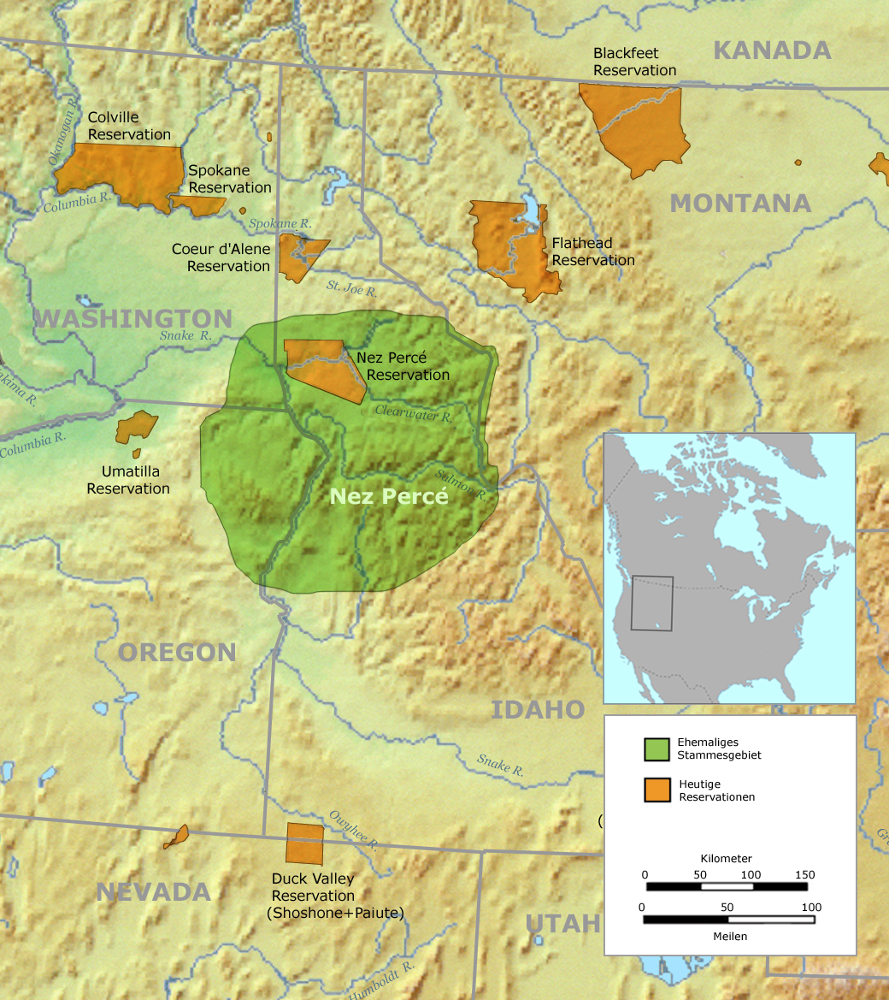 KANADA
Blackfeet
Reservation
Okanogan R.
Colville
Reservation
Spokane
Reservation
Columbia R.
Spokane R.
MONTANA
Coeur d'Alene
Reservation
Flathead
Reservation
St. Joe R.
WASHINGTON
Snake R.
Nez Percé
Reservation
akima R.
Clearwater R.
Columbia R.
Umatilla
Reservation
Salmon R.
Nez Percé
OREGON
IDAHO
Snake R.
Ehemaliges
Stammesgebiet
Heutige
Reservationen
(
Owyhee R.
Kilometer
0 50 100 150
0 50 100
Meilen
NEVADA
Duck Valley
Reservation
(Shoshone+Paiute)
UTAH
Humboldt R.